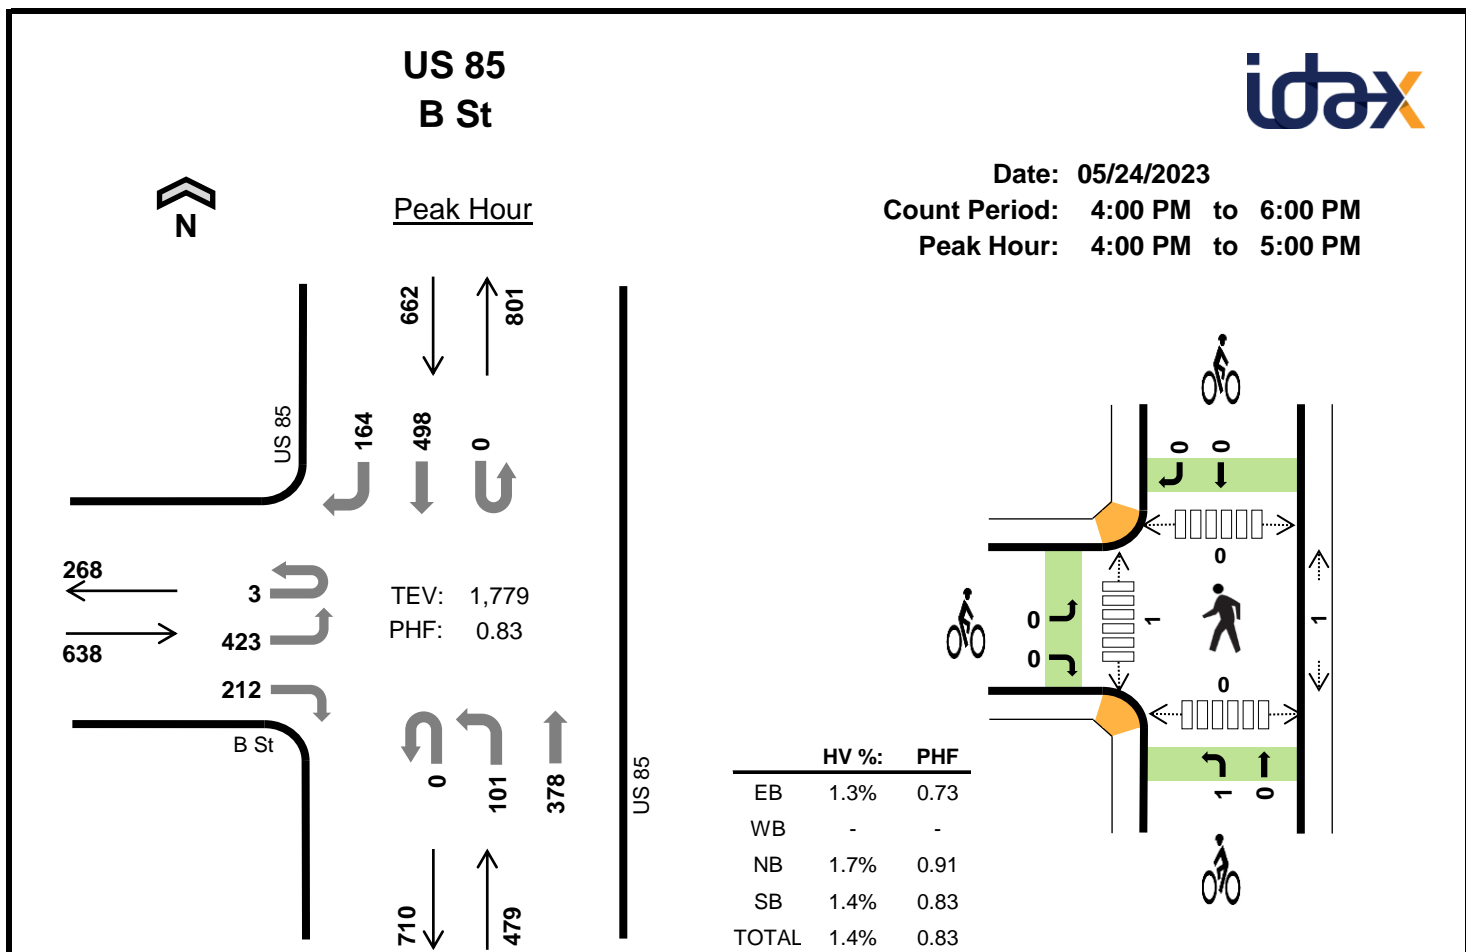 US 85
B St
idax
Date: 05/24/2023
Count Period: 4:00 PM to 6:00 PM
Peak Hour: 4:00 PM to 5:00 PM
N
Peak Hour
662
801
US 85
164
498
0
268
3
TEV: 1,779
423
PHF: 0.83
638
212
B St
0
101
378
US 85
710
479
0
0
0
0
0
1
1
0
1
0
HV %: PHF
EB 1.3% 0.73
WB - -
NB 1.7% 0.91
SB 1.4% 0.83
TOTAL 1.4% 0.83